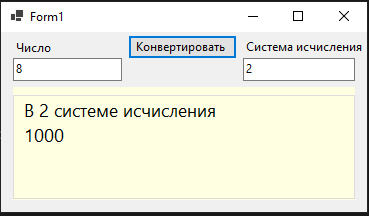 Form1
Число
Конвертировать
Система исчисления
8
2
В 2 системе исчисления
1000